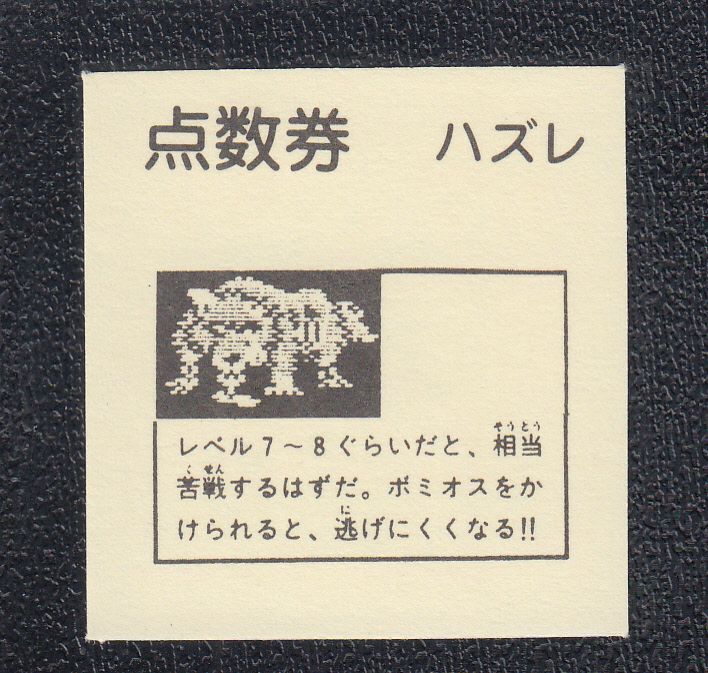 点数券 ハズレ
レベル7～8ぐらいだと、相当
苦戦するはずだ。ボミオスをか
けられると、逃げにくくなる!!